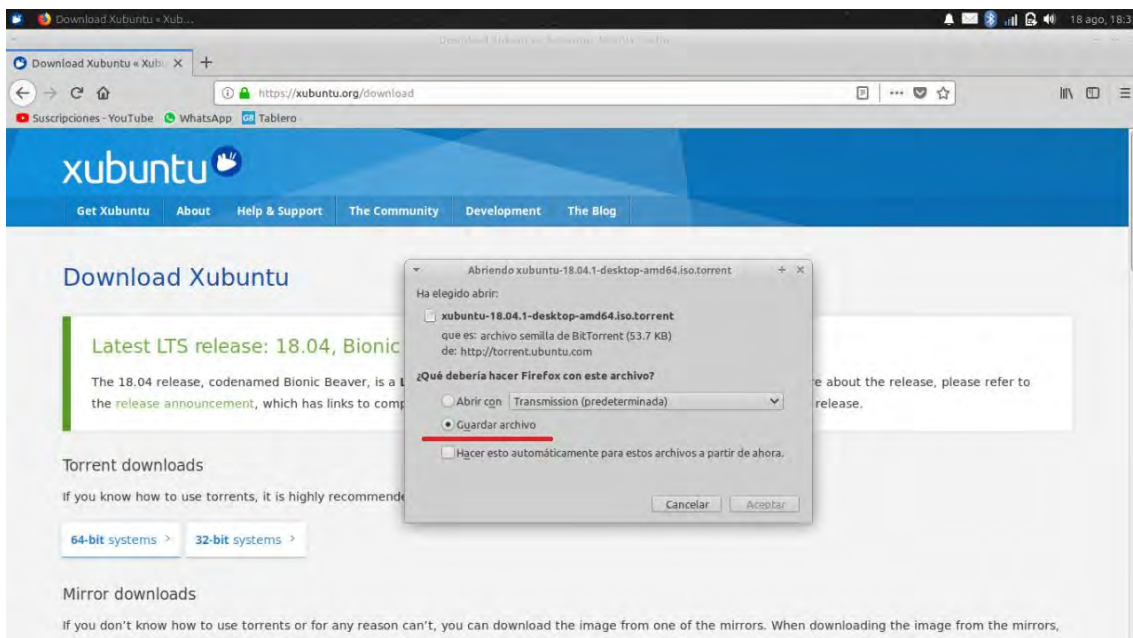 Download Xubuntu « Xub...
18 ago, 18:3
Download Xubuntu « Xub
https://xubuntu.org/download
Suscripciones - YouTube WhatsApp GB Tablero
xubuntu
Get Xubuntu About Help & Support The Community Development The Blog
Download Xubuntu
Latest LTS release: 18.04, Bionic
The 18.04 release, codenamed Bionic Beaver, is a
e about the release, please refer to
the release announcement, which has links to comp
release.
Torrent downloads
If you know how to use torrents, it is highly recommende
64-bit systems > 32-bit systems >
Mirror downloads
If you don't know how to use torrents or for any reason can't, you can download the image from one of the mirrors. When downloading the image from the mirrors,
Abriendo xubuntu-18.04.1-desktop-amd64.iso.torrent
Ha elegido abrir:
xubuntu-18.04.1-desktop-amd64.iso.torrent
que es: archivo semilla de BitTorrent (53.7 KB)
de: http://torrent.ubuntu.com
¿Qué debería hacer Firefox con este archivo?
Abrir con Transmission (predeterminada)
Guardar archivo
Hacer esto automáticamente para estos archivos a partir de ahora.
Cancelar Aceptar